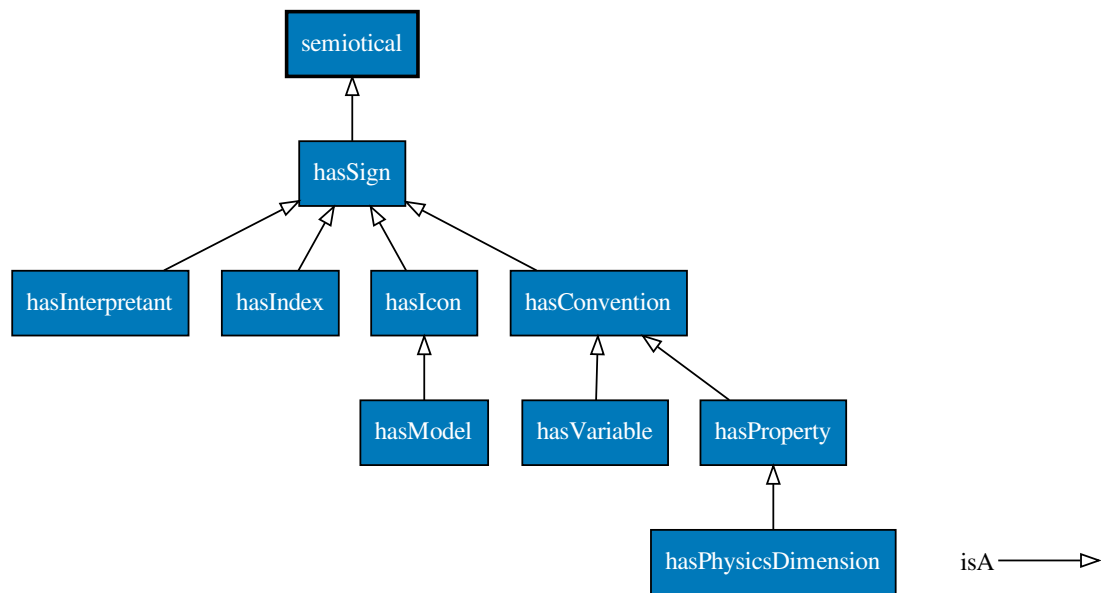 semiotical
hasSign
hasInterpretant
hasIndex
hasIcon
hasConvention
hasModel
hasVariable
hasProperty
hasPhysicsDimension
isA